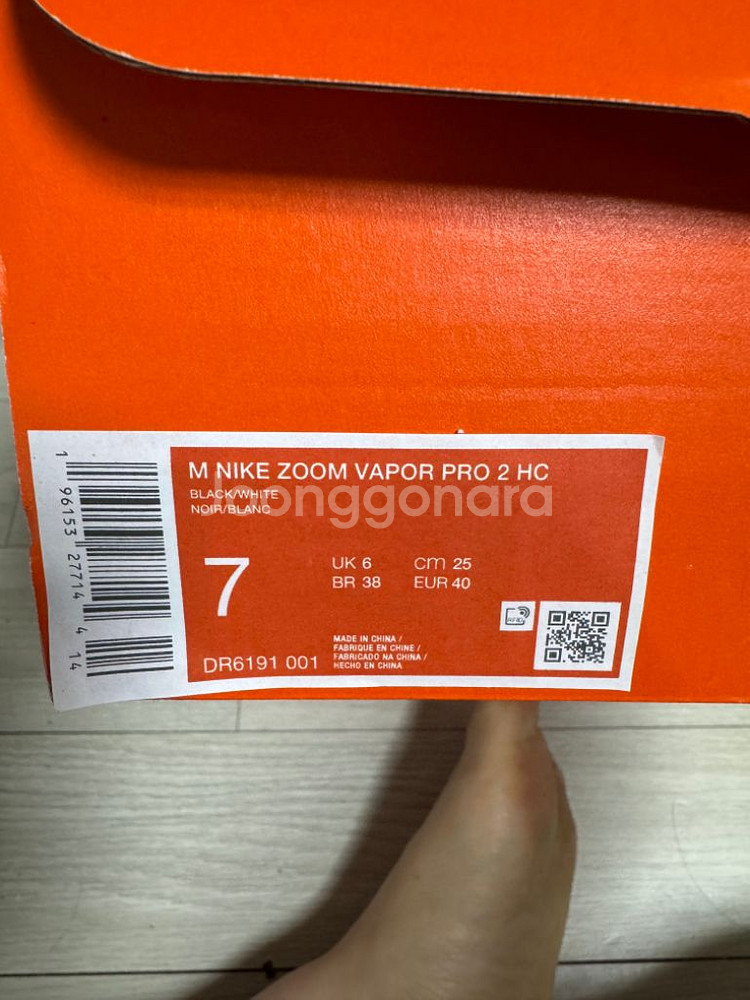 M NIKE ZOOM VAPOR PRO 2 HC
BLACK/WHITE
NOIR/BLANC
joonggonara
7
UK 6 cm 25
BR 38 EUR 40
DR6191 001
MADE IN CHINA /
FABRIQUE EN CHINE /
FABRICADO NA CHINA /
HECHO EN CHINA
RFID
1 96153 27714 4 14